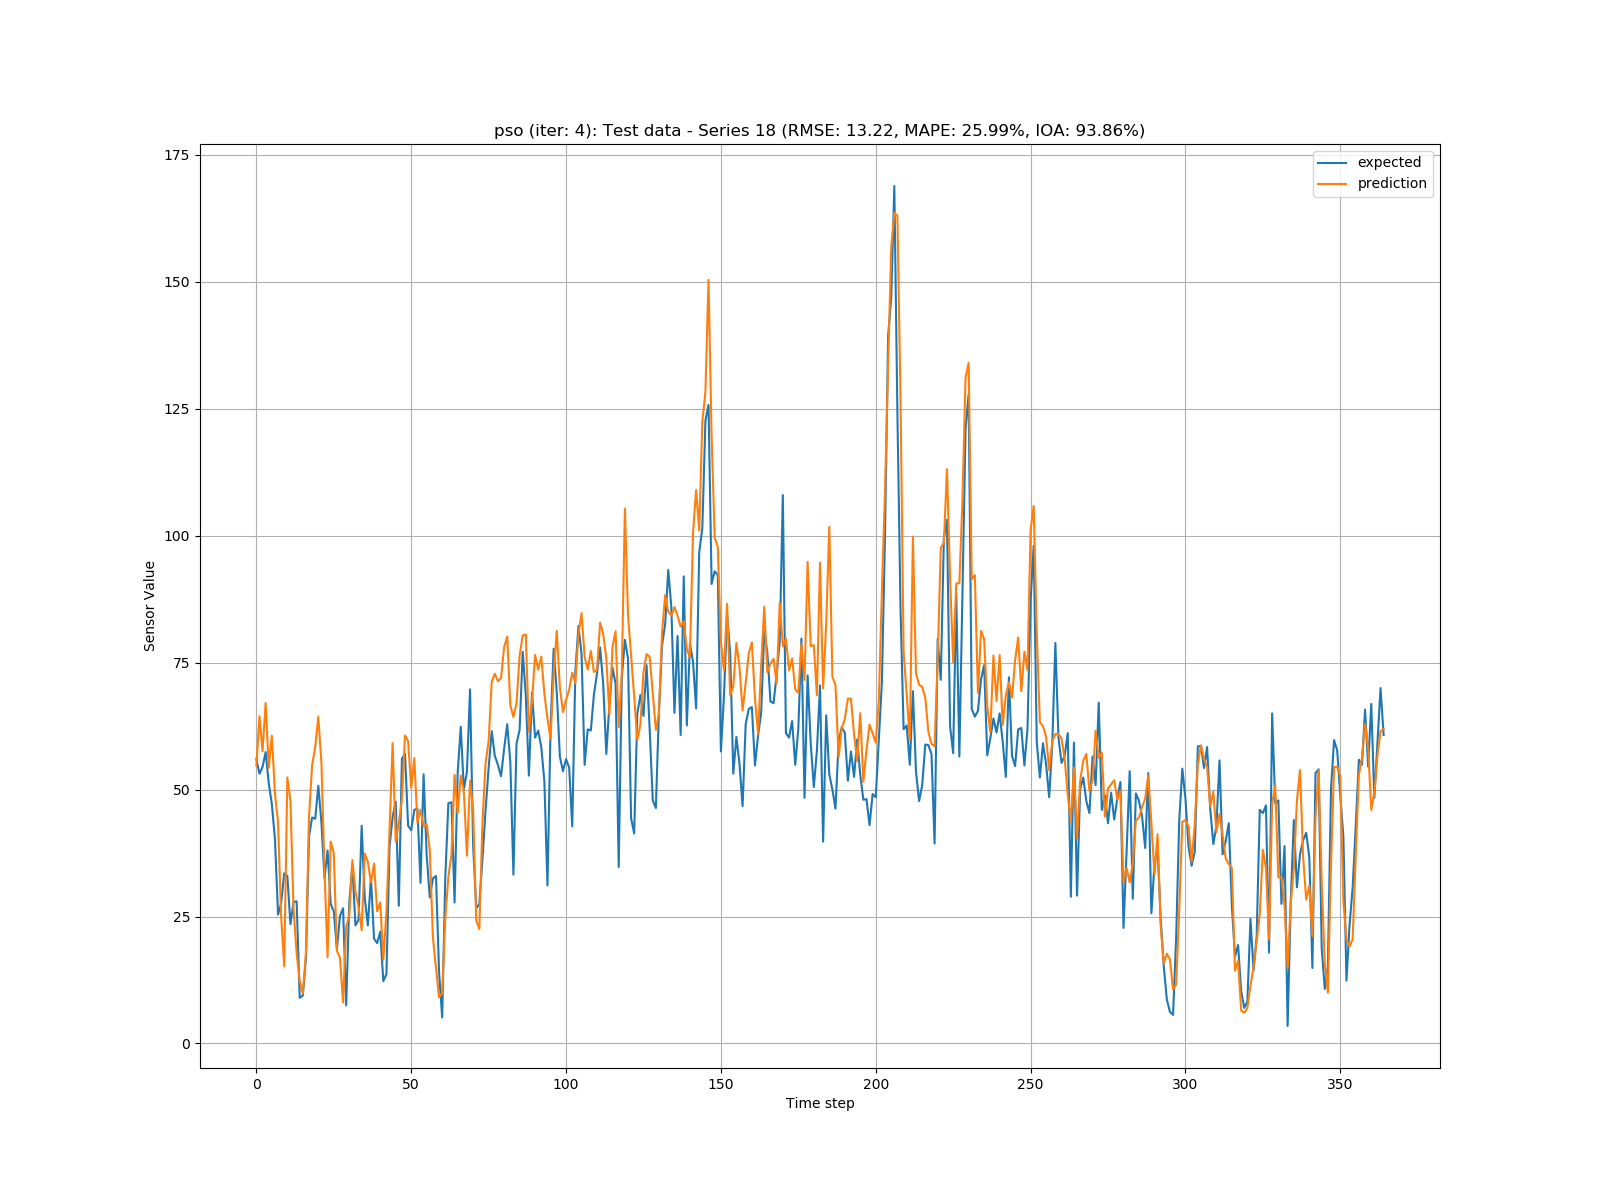 pso (iter: 4): Test data - Series 18 (RMSE: 13.22, MAPE: 25.99%, IOA: 93.86%)
expected
prediction
175
150
125
100
75
50
25
0
Sensor Value
0 50 100 150 200 250 300 350
Time step